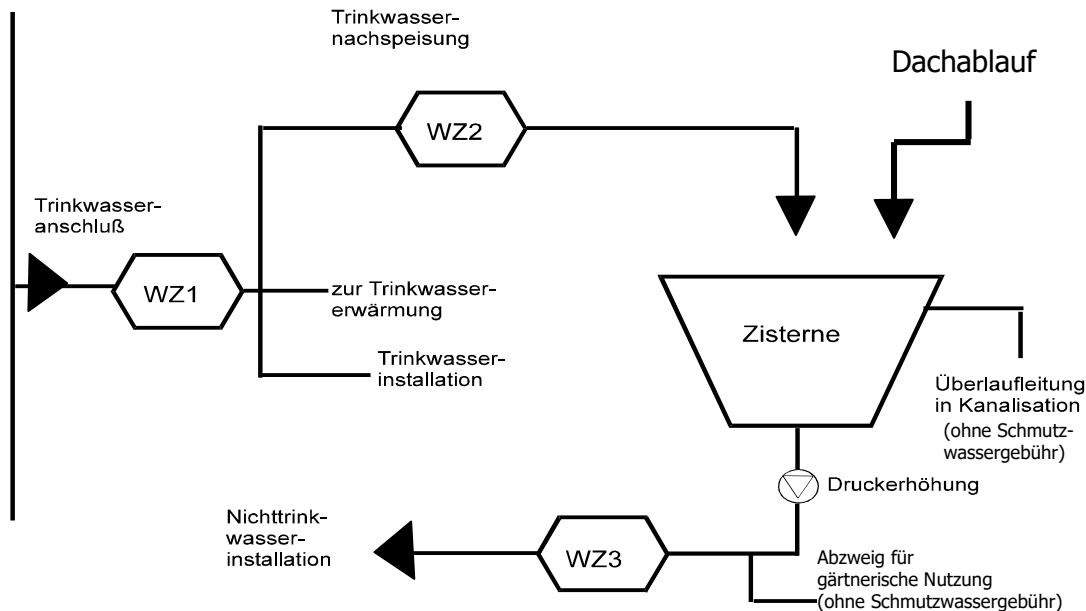 Trinkwasser-
nachspeisung
Dachablauf
WZ2
Trinkwasser-
anschluß
WZ1
zur Trinkwasser-
erwärmung
Zisterne
Trinkwasser-
installation
Überlaufleitung
in Kanalisation
(ohne Schmutz-
wassergebühr)
Druckerhöhung
Nichttrink-
wasser-
installation
WZ3
Abzweig für
gärtnerische Nutzung
(ohne Schmutzwassergebühr)